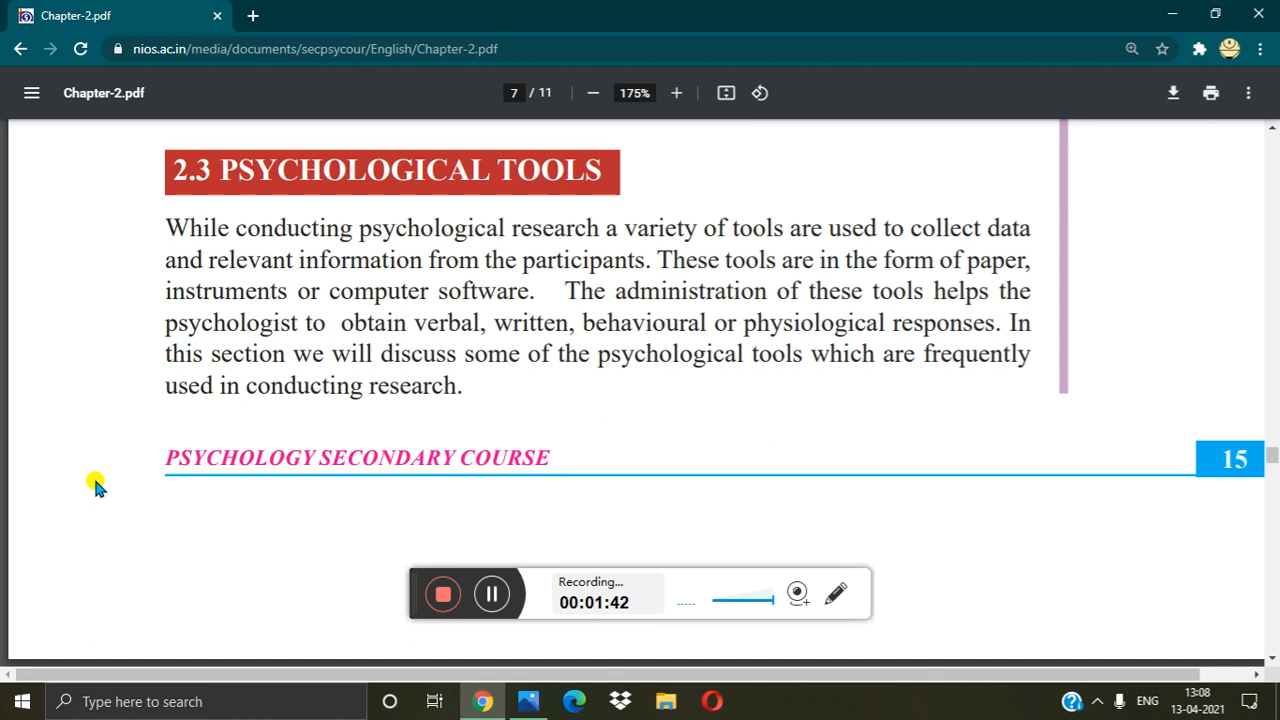 Chapter-2.pdf
nios.ac.in/media/documents/secpsycour/English/Chapter-2.pdf
Chapter-2.pdf
7 / 11
175%
2.3 PSYCHOLOGICAL TOOLS
While conducting psychological research a variety of tools are used to collect data
and relevant information from the participants. These tools are in the form of paper,
instruments or computer software. The administration of these tools helps the
psychologist to obtain verbal, written, behavioural or physiological responses. In
this section we will discuss some of the psychological tools which are frequently
used in conducting research.
PSYCHOLOGY SECONDARY COURSE
15
Recording...
00:01:42
Type here to search
ENG
13:08
13-04-2021